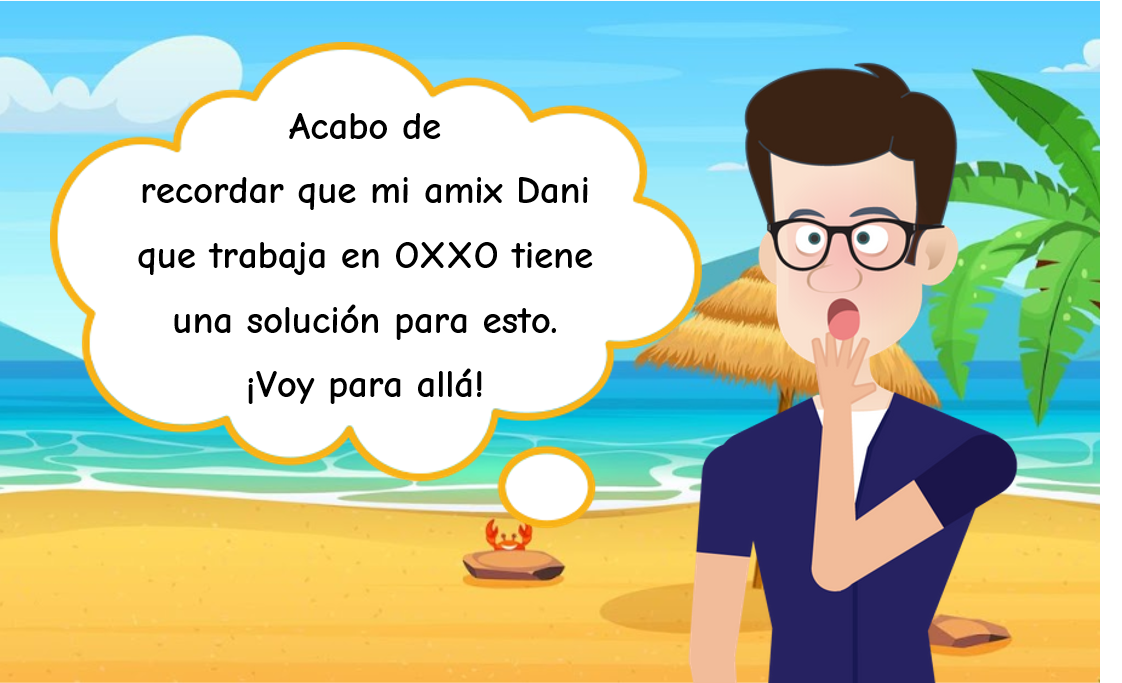 Acabo de
recordar que mi amix Dani
que trabaja en OXXO tiene
una solución para esto.
¡Voy para allá!